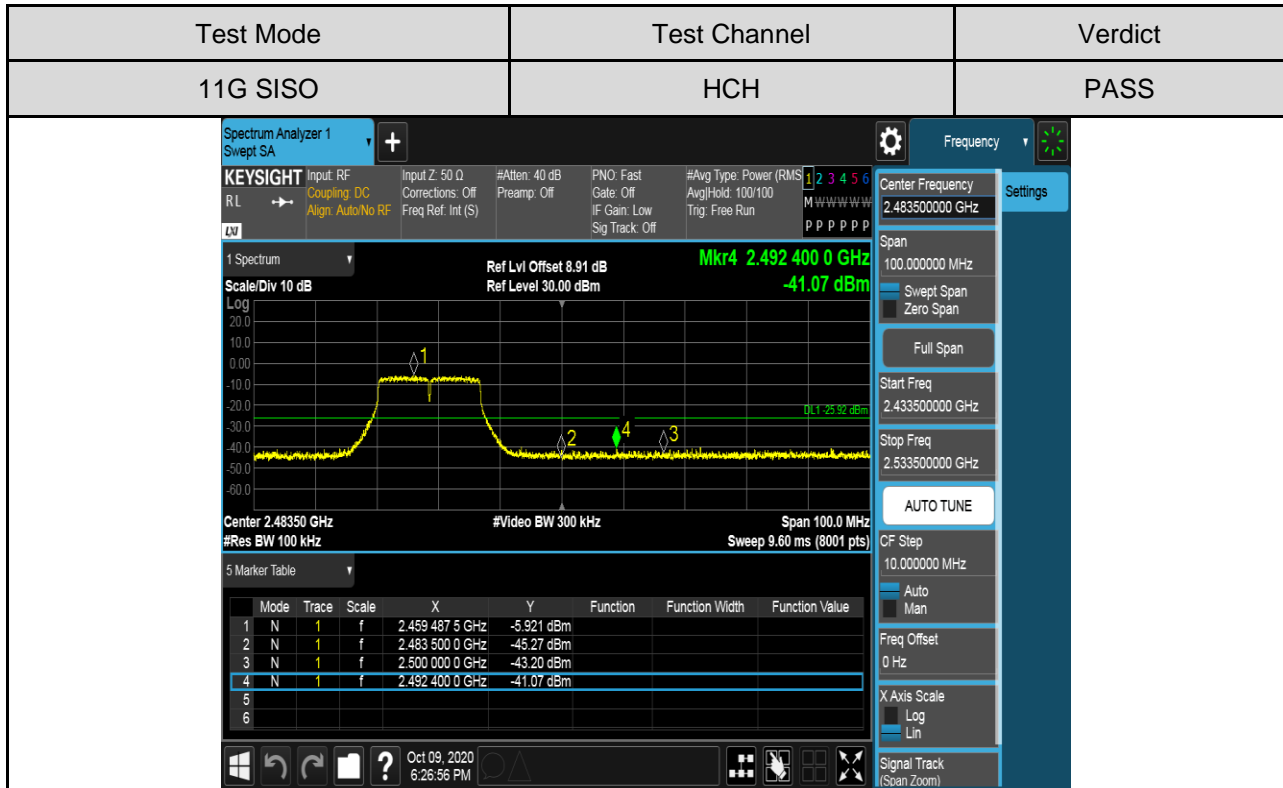 Test Mode Test Channel Verdict
11G SISO HCH PASS
Spectrum Analyzer 1
Swept SA
+
Frequency
KEYSIGHT
RL
LXI
Input: RF
Coupling: DC
Align: Auto/No RF
Input Z: 50 Ω
Corrections: Off
Freq Ref: Int (S)
#Atten: 40 dB
Preamp: Off
PNO: Fast
Gate: Off
IF Gain: Low
Sig Track: Off
#Avg Type: Power (RMS
Avg|Hold: 100/100
Trig: Free Run
1 2 3 4 5 6
M W W W W W
P P P P P P
1 Spectrum
Scale/Div 10 dB
Ref Lvl Offset 8.91 dB
Ref Level 30.00 dBm
Mkr4 2.492 400 0 GHz
-41.07 dBm
Log
20.0
10.0
0.00
-10.0
-20.0
-30.0
-40.0
-50.0
-60.0
1
2
4
3
DL1 -25.92 dBm
Center 2.48350 GHz #Video BW 300 kHz Span 100.0 MHz
#Res BW 100 kHz Sweep 9.60 ms (8001 pts)
5 Marker Table
Mode Trace Scale X Y Function Function Width Function Value
1 N 1 f 2.459 487 5 GHz -5.921 dBm
2 N 1 f 2.483 500 0 GHz -45.27 dBm
3 N 1 f 2.500 000 0 GHz -43.20 dBm
4 N 1 f 2.492 400 0 GHz -41.07 dBm
5
6
?
Oct 09, 2020
6:26:56 PM
Center Frequency
2.483500000 GHz
Settings
Span
100.000000 MHz
Swept Span
Zero Span
Full Span
Start Freq
2.433500000 GHz
Stop Freq
2.533500000 GHz
AUTO TUNE
CF Step
10.000000 MHz
Auto
Man
Freq Offset
0 Hz
X Axis Scale
Log
Lin
Signal Track
(Span Zoom)